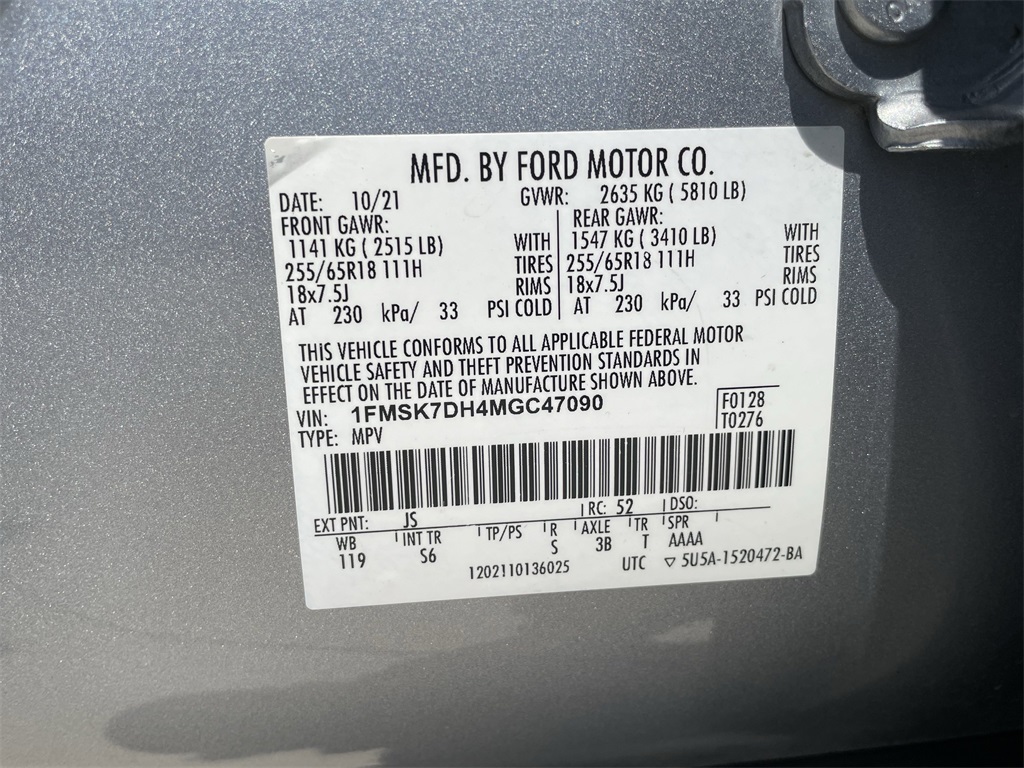 MFD. BY FORD MOTOR CO.
DATE: 10/21 GVWR: 2635 KG ( 5810 LB)
FRONT GAWR: REAR GAWR:
1141 KG ( 2515 LB) WITH 1547 KG ( 3410 LB) WITH
255/65R18 111H TIRES 255/65R18 111H TIRES
18x7.5J RIMS 18x7.5J RIMS
AT 230 kPa/ 33 PSI COLD AT 230 kPa/ 33 PSI COLD
THIS VEHICLE CONFORMS TO ALL APPLICABLE FEDERAL MOTOR
VEHICLE SAFETY AND THEFT PREVENTION STANDARDS IN
EFFECT ON THE DATE OF MANUFACTURE SHOWN ABOVE.
VIN: 1FMSK7DH4MGC47090 F0128
TYPE: MPV T0276
EXT PNT: JS RC: 52 DSO:
WB INT TR TP/PS R AXLE TR SPR
119 S6 S 3B T AAAA
1202110136025 UTC ▽ 5U5A-1520472-BA